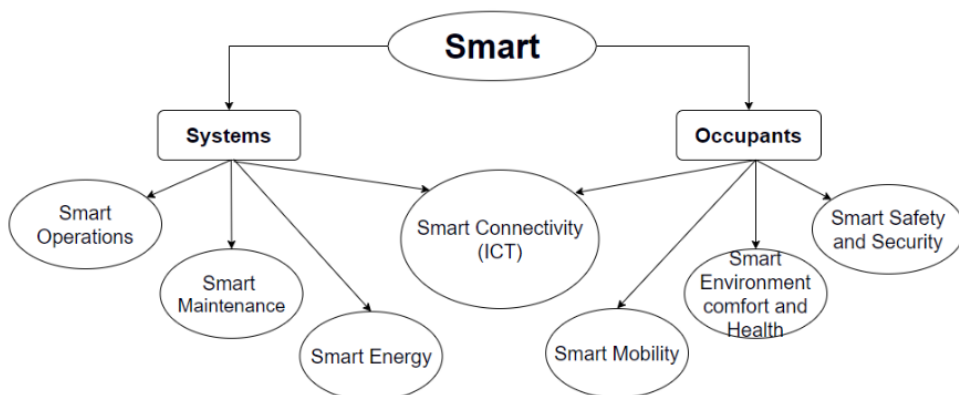 Smart
Systems
Occupants
Smart
Operations
Smart
Maintenance
Smart Energy
Smart Connectivity
(ICT)
Smart Mobility
Smart
Environment
comfort and
Health
Smart Safety
and Security